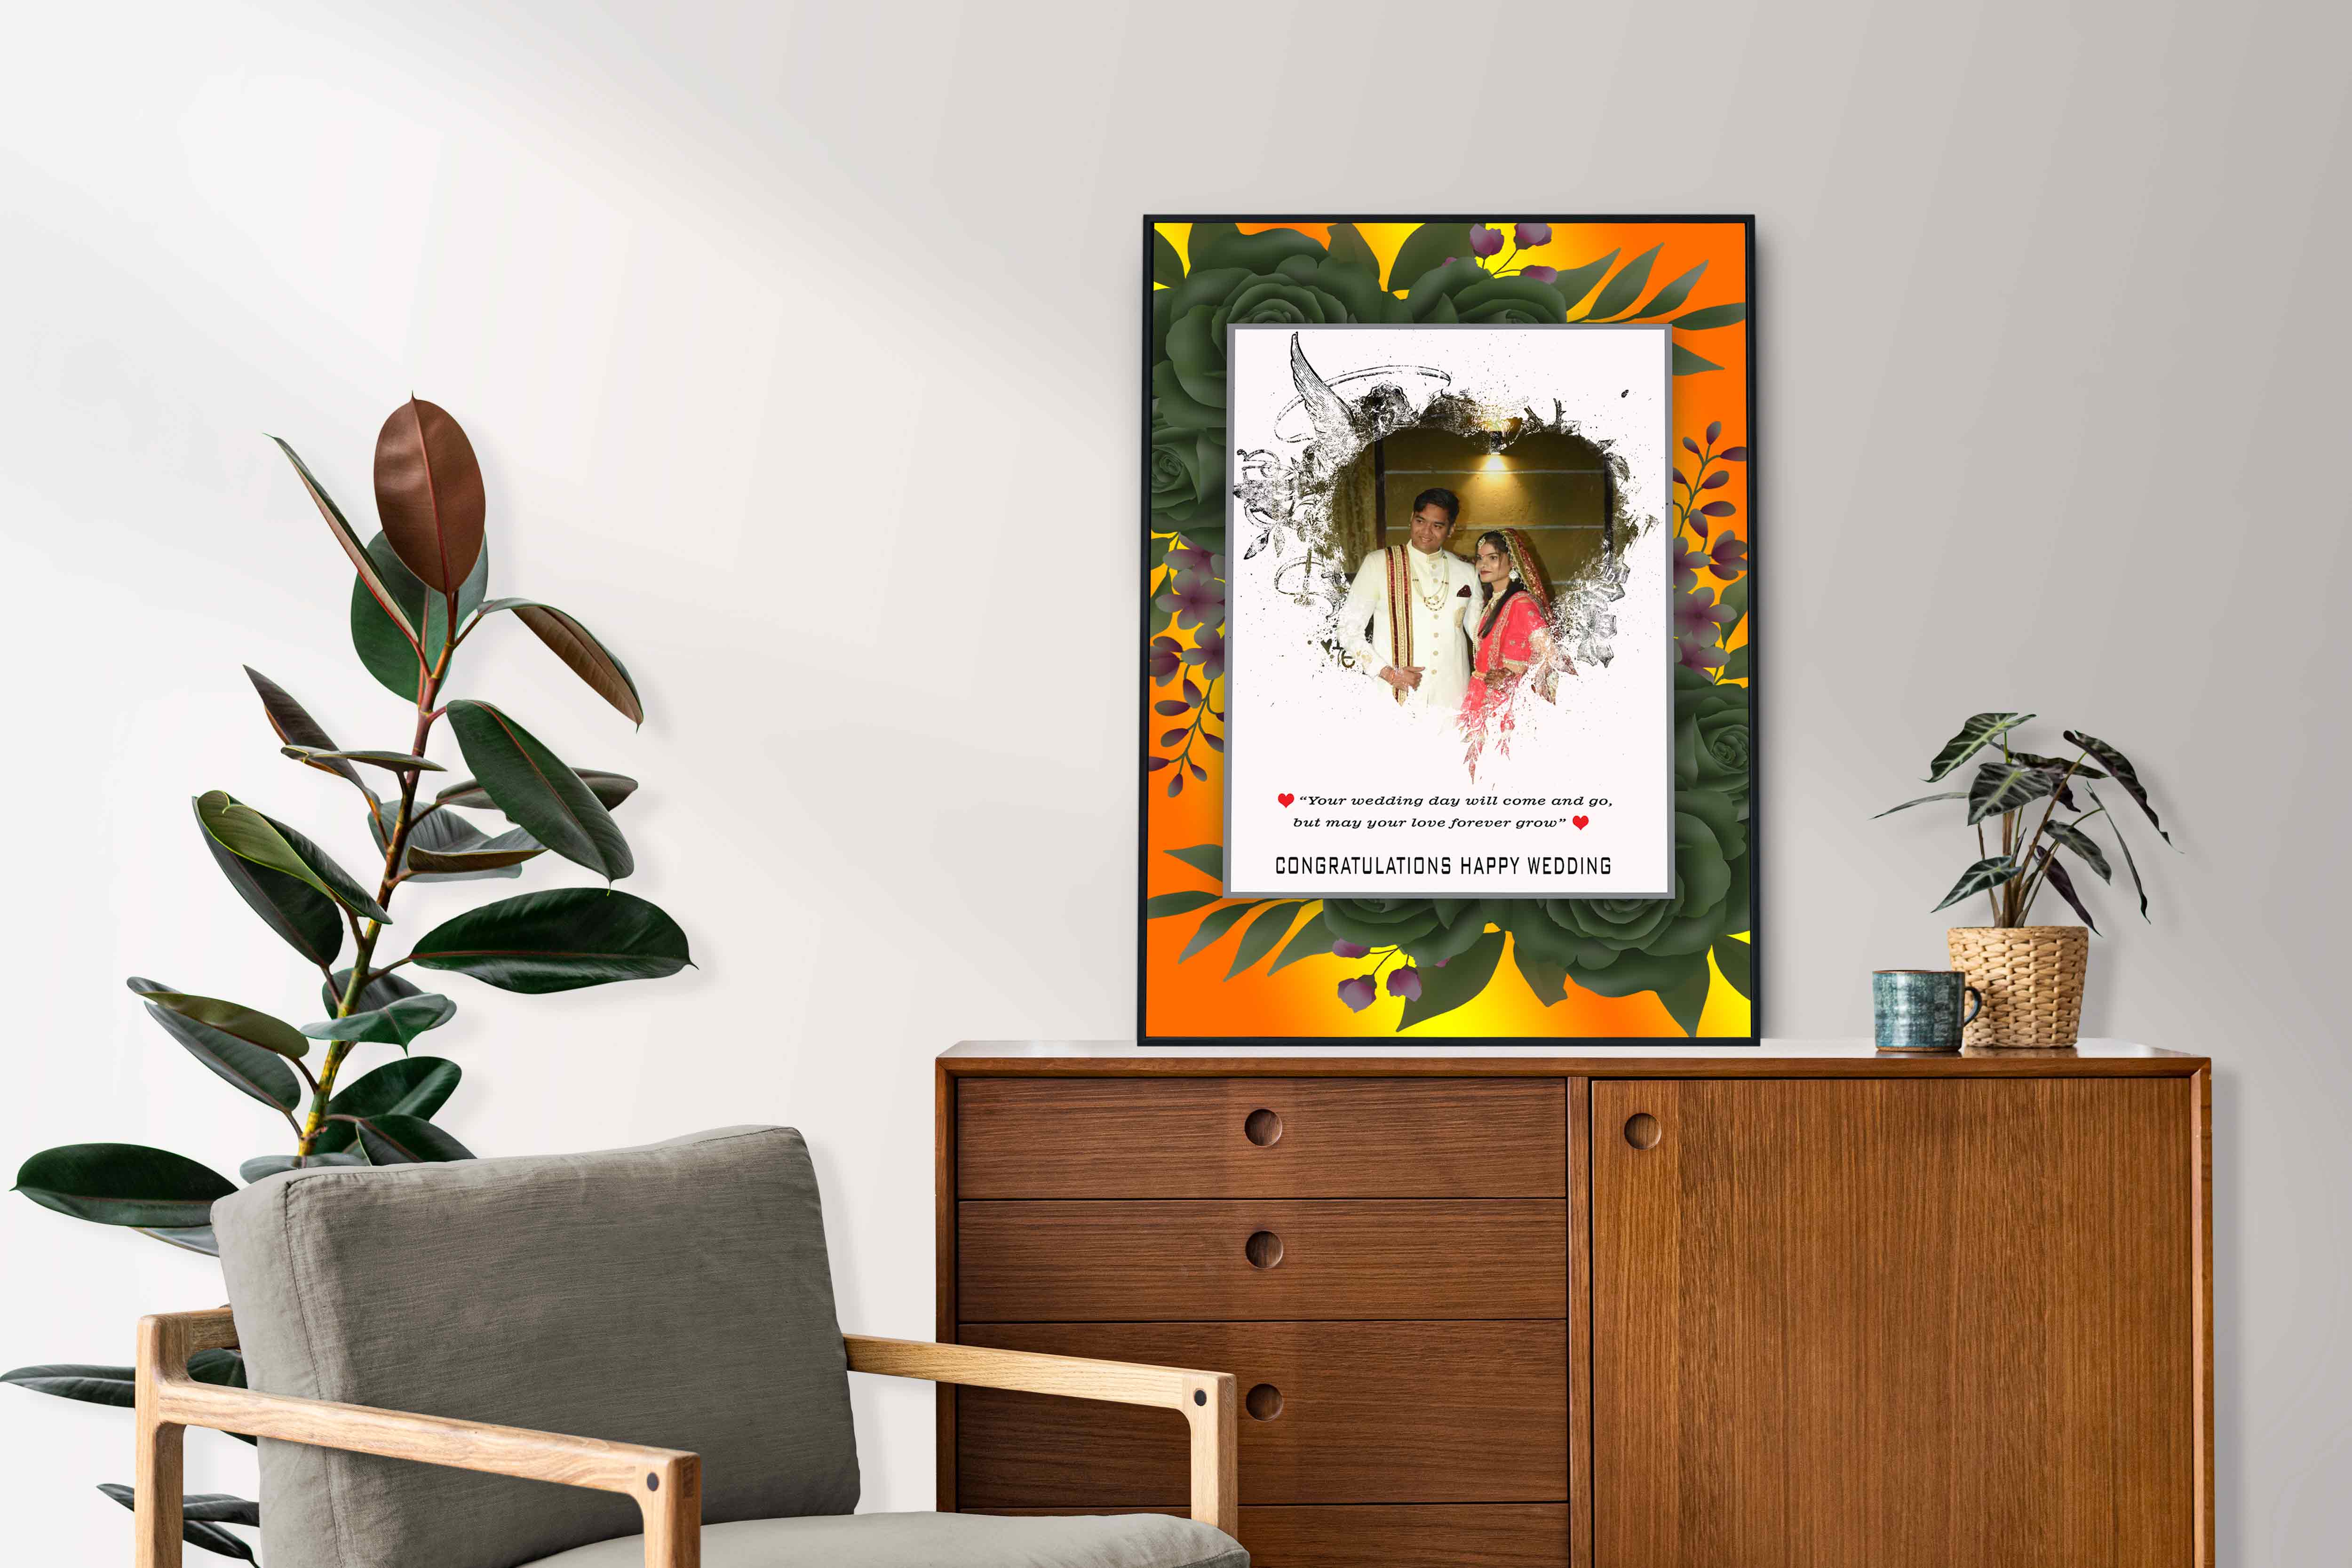 ❤ “Your wedding day will come and go,
but may your love forever grow” ❤
CONGRATULATIONS HAPPY WEDDING